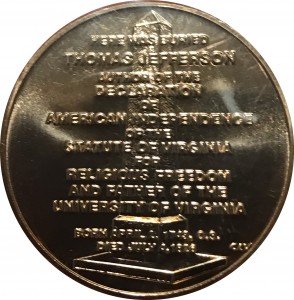 HERE WAS BURIED
THOMAS JEFFERSON
AUTHOR OF THE
DECLARATION
OF
AMERICAN INDEPENDENCE
OF THE
STATUTE OF VIRGINIA
FOR
RELIGIOUS FREEDOM
AND FATHER OF THE
UNIVERSITY OF VIRGINIA
BORN APRIL 2, 1743, O.S.
DIED JULY 4, 1826